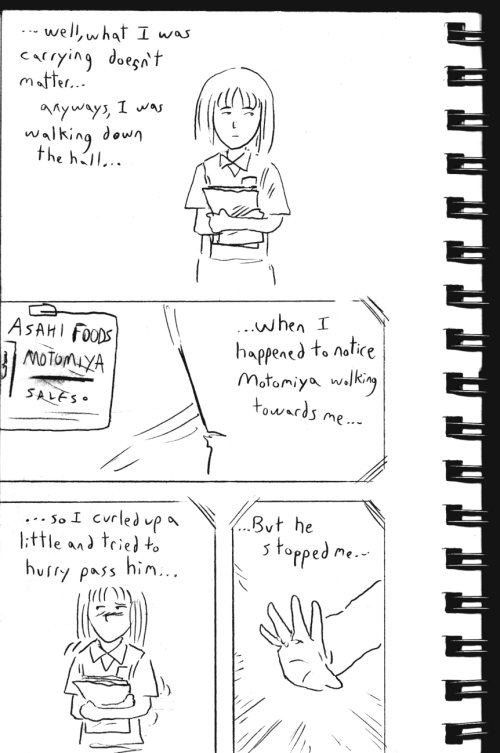 ...well, what I was
carrying doesn't
matter...
anyways, I was
walking down
the hall...
ASAHI FOODS
MOTOMIYA
SALES.
...when I
happened to notice
Motomiya walking
towards me...
...so I curled up a
little and tried to
hurry pass him...
...But he
stopped me...